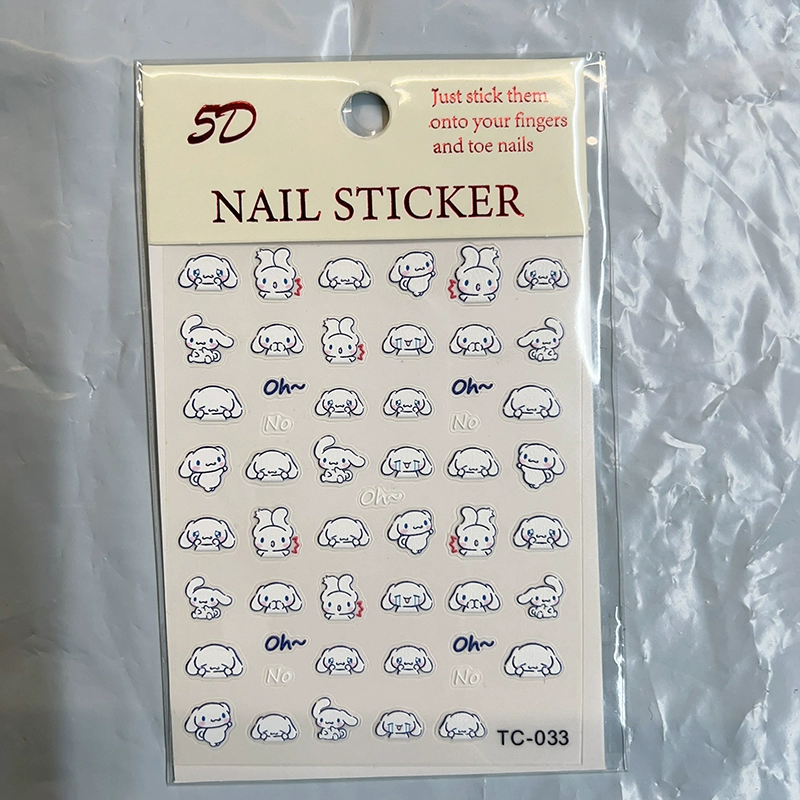 5D
Just stick them
onto your fingers
and toe nails
NAIL STICKER
Oh~ Oh~
No No
Oh~
Oh~ Oh~
No No
TC-033